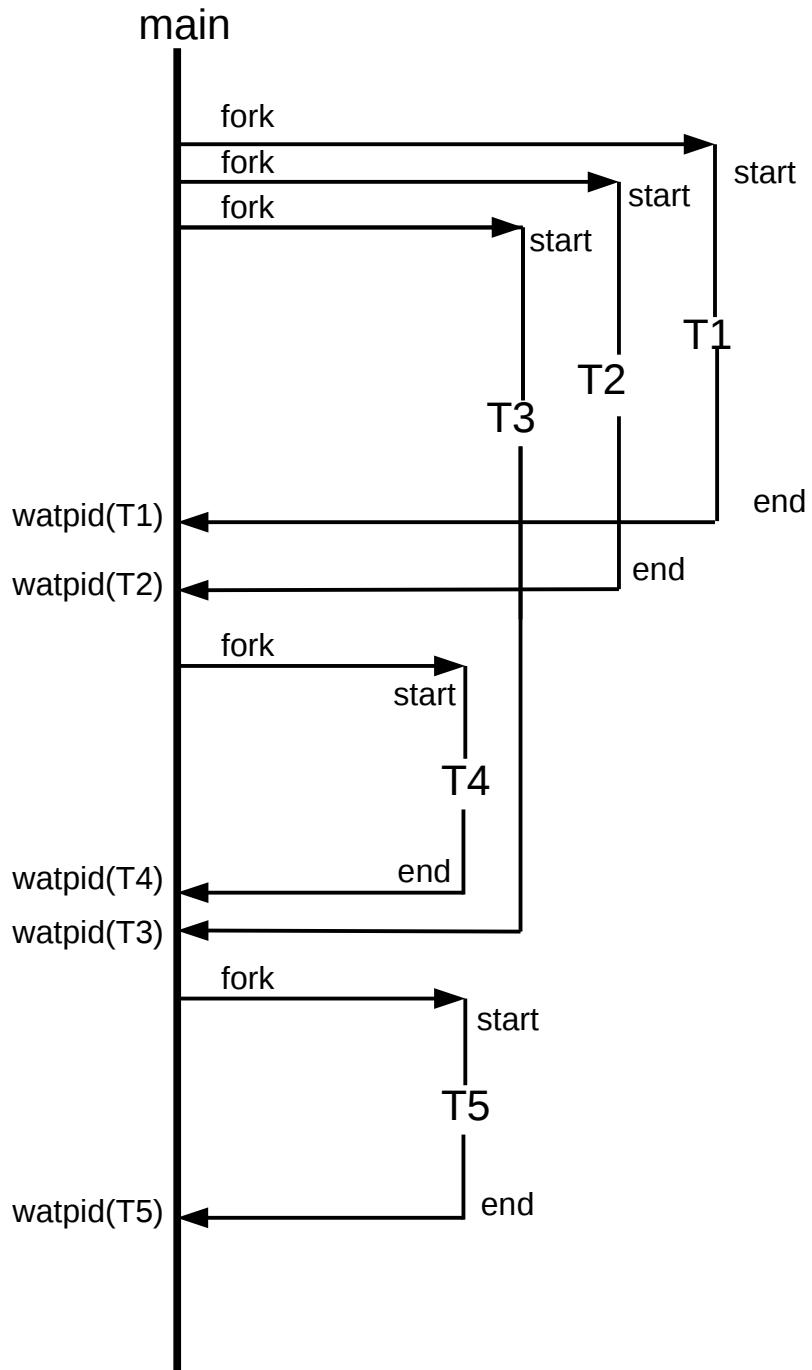 main
fork
start
fork
start
fork
start
T1
T2
T3
watpid(T1)
end
watpid(T2)
end
fork
start
T4
watpid(T4)
end
watpid(T3)
fork
start
T5
watpid(T5)
end